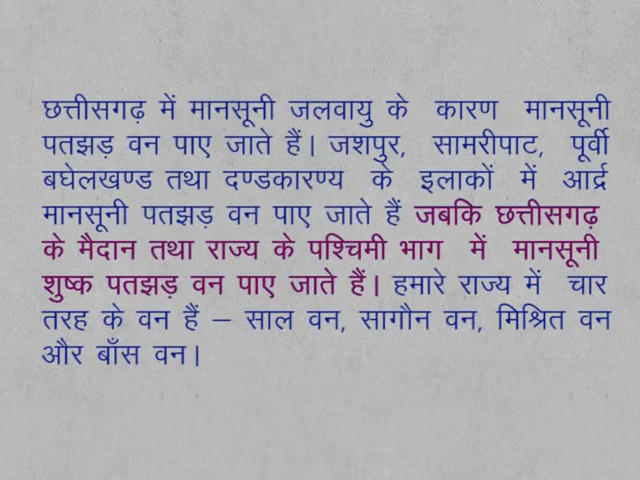 छत्तीसगढ़ में मानसूनी जलवायु के कारण मानसूनी
पतझड़ वन पाए जाते हैं। जशपुर, सामरीपाट, पूर्वी
बघेलखण्ड तथा दण्डकारण्य के इलाकों में आर्द्र
मानसूनी पतझड़ वन पाए जाते हैं जबकि छत्तीसगढ़
के मैदान तथा राज्य के पश्चिमी भाग में मानसूनी
शुष्क पतझड़ वन पाए जाते हैं। हमारे राज्य में चार
तरह के वन हैं – साल वन, सागौन वन, मिश्रित वन
और बाँस वन।